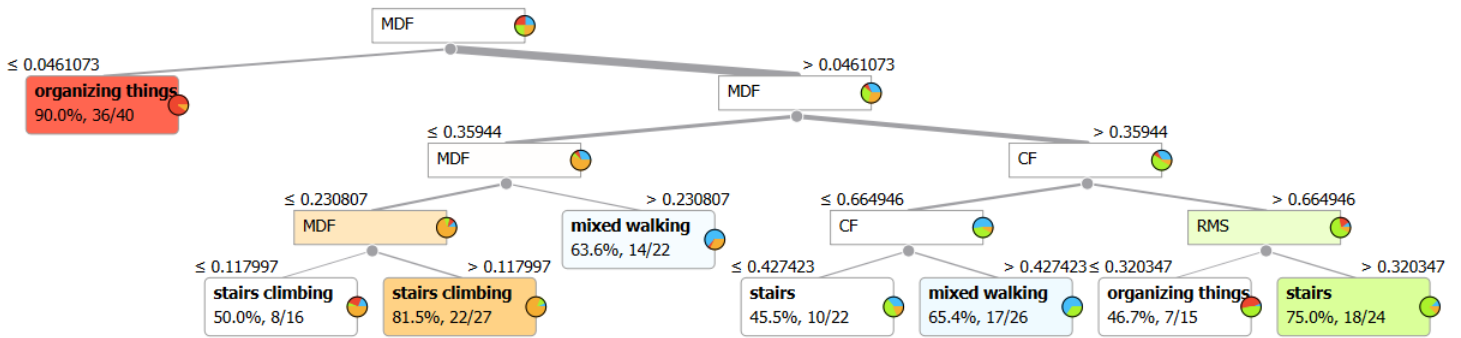 MDF
≤ 0.0461073
> 0.0461073
organizing things
90.0%, 36/40
MDF
≤ 0.35944
> 0.35944
MDF
CF
≤ 0.230807
> 0.230807
≤ 0.664946
> 0.664946
MDF
mixed walking
63.6%, 14/22
CF
RMS
≤ 0.117997
> 0.117997
≤ 0.427423
> 0.427423
≤ 0.320347
> 0.320347
stairs climbing
50.0%, 8/16
stairs climbing
81.5%, 22/27
stairs
45.5%, 10/22
mixed walking
65.4%, 17/26
organizing things
46.7%, 7/15
stairs
75.0%, 18/24